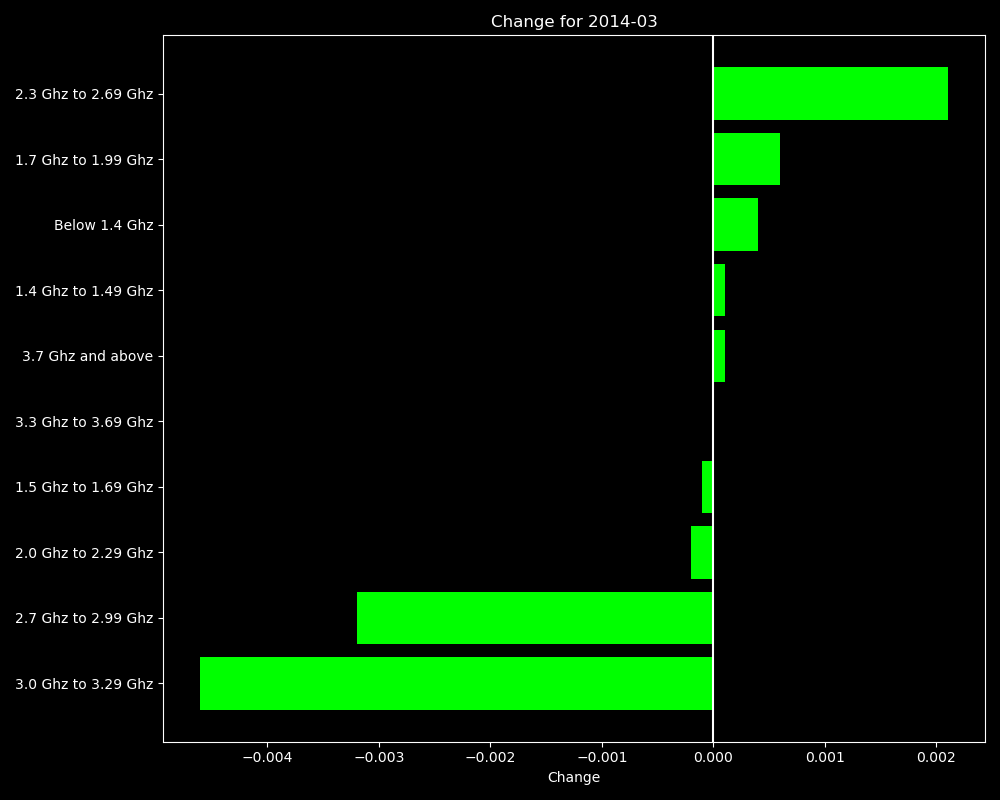 Change for 2014-03
2.3 Ghz to 2.69 Ghz
1.7 Ghz to 1.99 Ghz
Below 1.4 Ghz
1.4 Ghz to 1.49 Ghz
3.7 Ghz and above
3.3 Ghz to 3.69 Ghz
1.5 Ghz to 1.69 Ghz
2.0 Ghz to 2.29 Ghz
2.7 Ghz to 2.99 Ghz
3.0 Ghz to 3.29 Ghz
−0.004 −0.003 −0.002 −0.001 0.000 0.001 0.002
Change